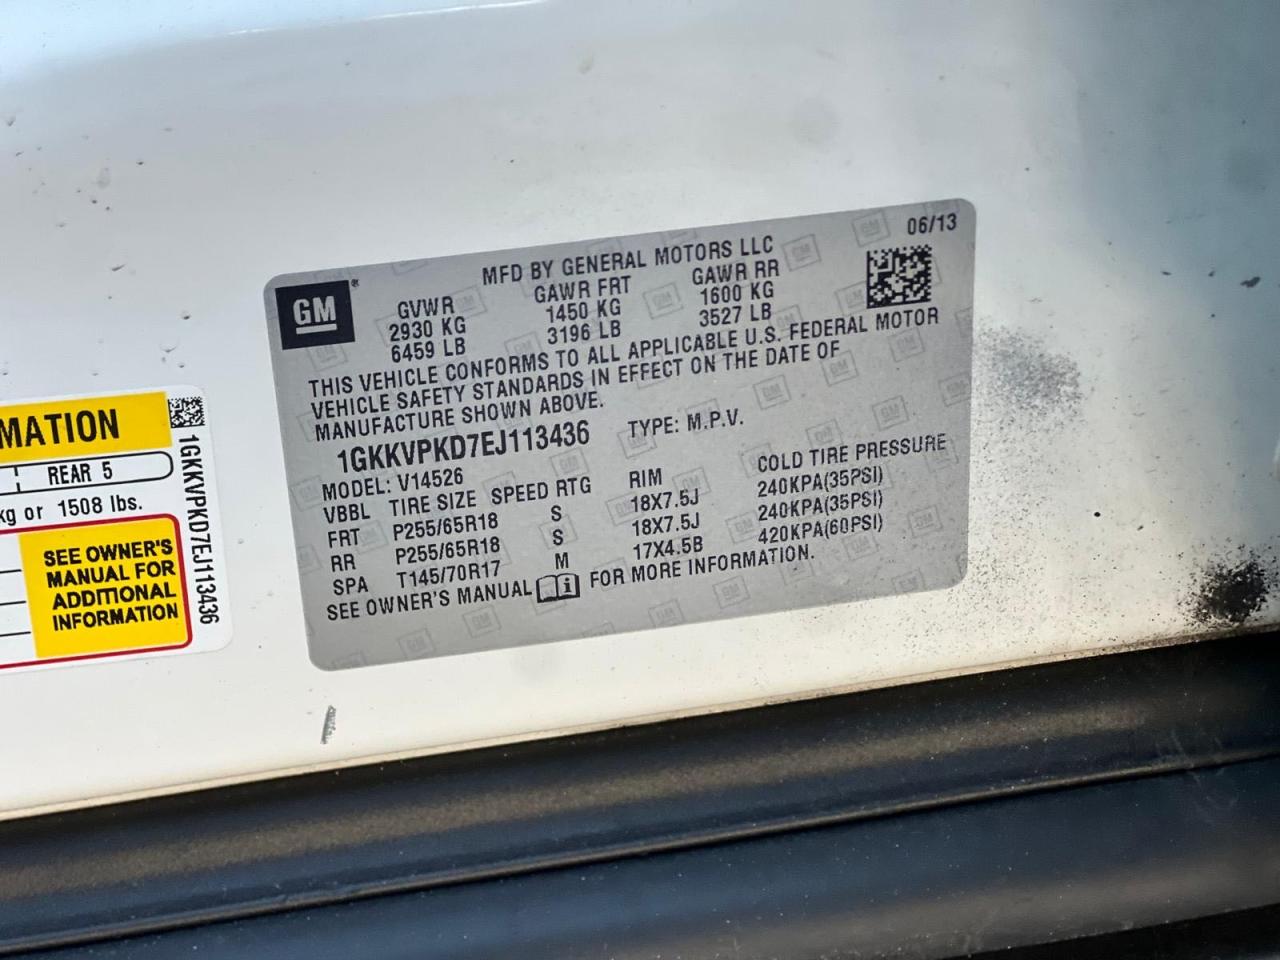 06/13
MFD BY GENERAL MOTORS LLC
GM
GVWR GAWR FRT GAWR RR
2930 KG 1450 KG 1600 KG
6459 LB 3196 LB 3527 LB
THIS VEHICLE CONFORMS TO ALL APPLICABLE U.S. FEDERAL MOTOR
VEHICLE SAFETY STANDARDS IN EFFECT ON THE DATE OF
MANUFACTURE SHOWN ABOVE.
1GKKVPKD7EJ113436 TYPE: M.P.V.
MODEL: V14526
VBBL TIRE SIZE SPEED RTG RIM COLD TIRE PRESSURE
FRT P255/65R18 S 18X7.5J 240KPA(35PSI)
RR P255/65R18 S 18X7.5J 240KPA(35PSI)
SPA T145/70R17 M 17X4.5B 420KPA(60PSI)
SEE OWNER'S MANUAL FOR MORE INFORMATION.
MATION
REAR 5
kg or 1508 lbs.
SEE OWNER'S
MANUAL FOR
ADDITIONAL
INFORMATION
1GKKVPKD7EJ113436